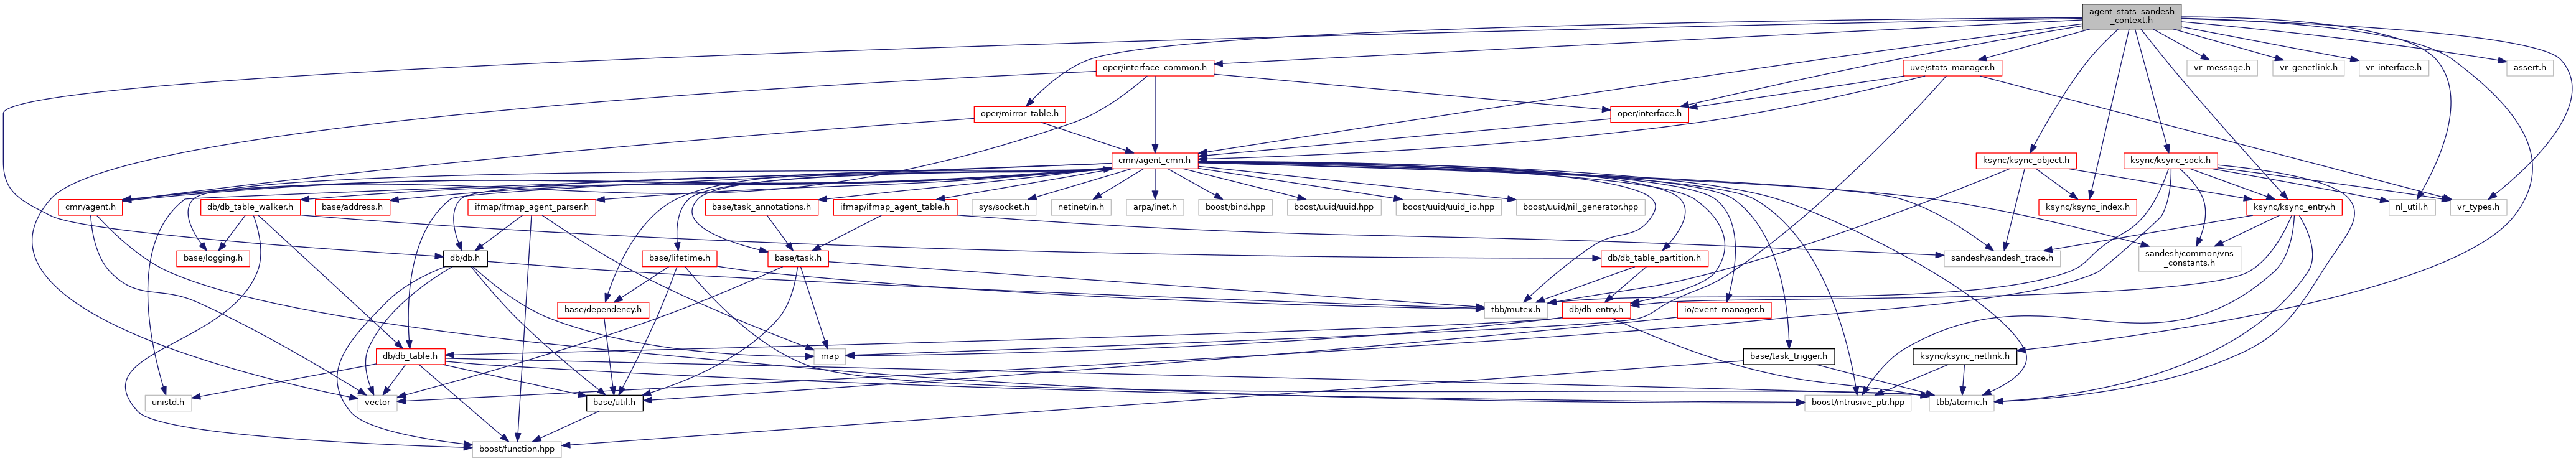 agent_stats_sandesh
_context.h
oper/interface_common.h
uve/stats_manager.h
vr_message.h
vr_genetlink.h
vr_interface.h
assert.h
oper/mirror_table.h
oper/interface.h
cmn/agent_cmn.h
ksync/ksync_object.h
ksync/ksync_sock.h
cmn/agent.h
db/db_table_walker.h
base/address.h
ifmap/ifmap_agent_parser.h
base/task_annotations.h
ifmap/ifmap_agent_table.h
sys/socket.h
netinet/in.h
arpa/inet.h
boost/bind.hpp
boost/uuid/uuid.hpp
boost/uuid/uuid_io.hpp
boost/uuid/nil_generator.hpp
ksync/ksync_index.h
ksync/ksync_entry.h
nl_util.h
vr_types.h
base/logging.h
db/db.h
base/lifetime.h
base/task.h
db/db_table_partition.h
sandesh/sandesh_trace.h
sandesh/common/vns
_constants.h
base/dependency.h
tbb/mutex.h
db/db_entry.h
io/event_manager.h
db/db_table.h
map
base/task_trigger.h
ksync/ksync_netlink.h
unistd.h
vector
base/util.h
boost/intrusive_ptr.hpp
tbb/atomic.h
boost/function.hpp